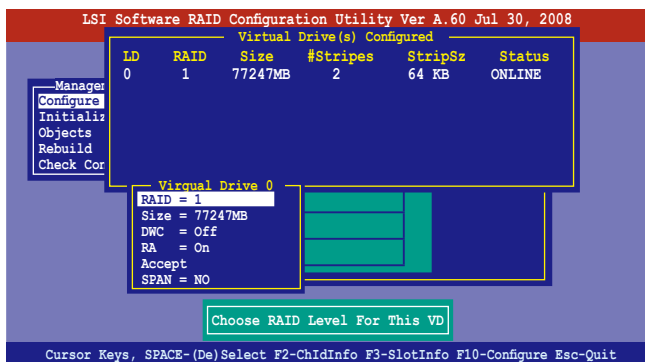 LSI Software RAID Configuration Utility Ver A.60 Jul 30, 2008
Virtual Drive(s) Configured
LD RAID Size #Stripes StripSz Status
0 1 77247MB 2 64 KB ONLINE
Managem
Configure
Initializ
Objects
Rebuild
Check Con
Virqual Drive 0
RAID = 1
Size = 77247MB
DWC = Off
RA = On
Accept
SPAN = NO
Choose RAID Level For This VD
Cursor Keys, SPACE-(De)Select F2-ChIdInfo F3-SlotInfo F10-Configure Esc-Quit